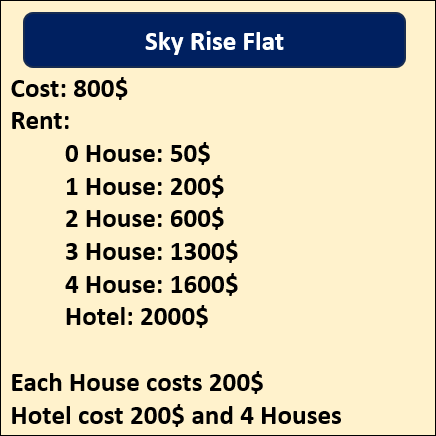 Sky Rise Flat
Cost: 800$
Rent:
0 House: 50$
1 House: 200$
2 House: 600$
3 House: 1300$
4 House: 1600$
Hotel: 2000$
Each House costs 200$
Hotel cost 200$ and 4 Houses